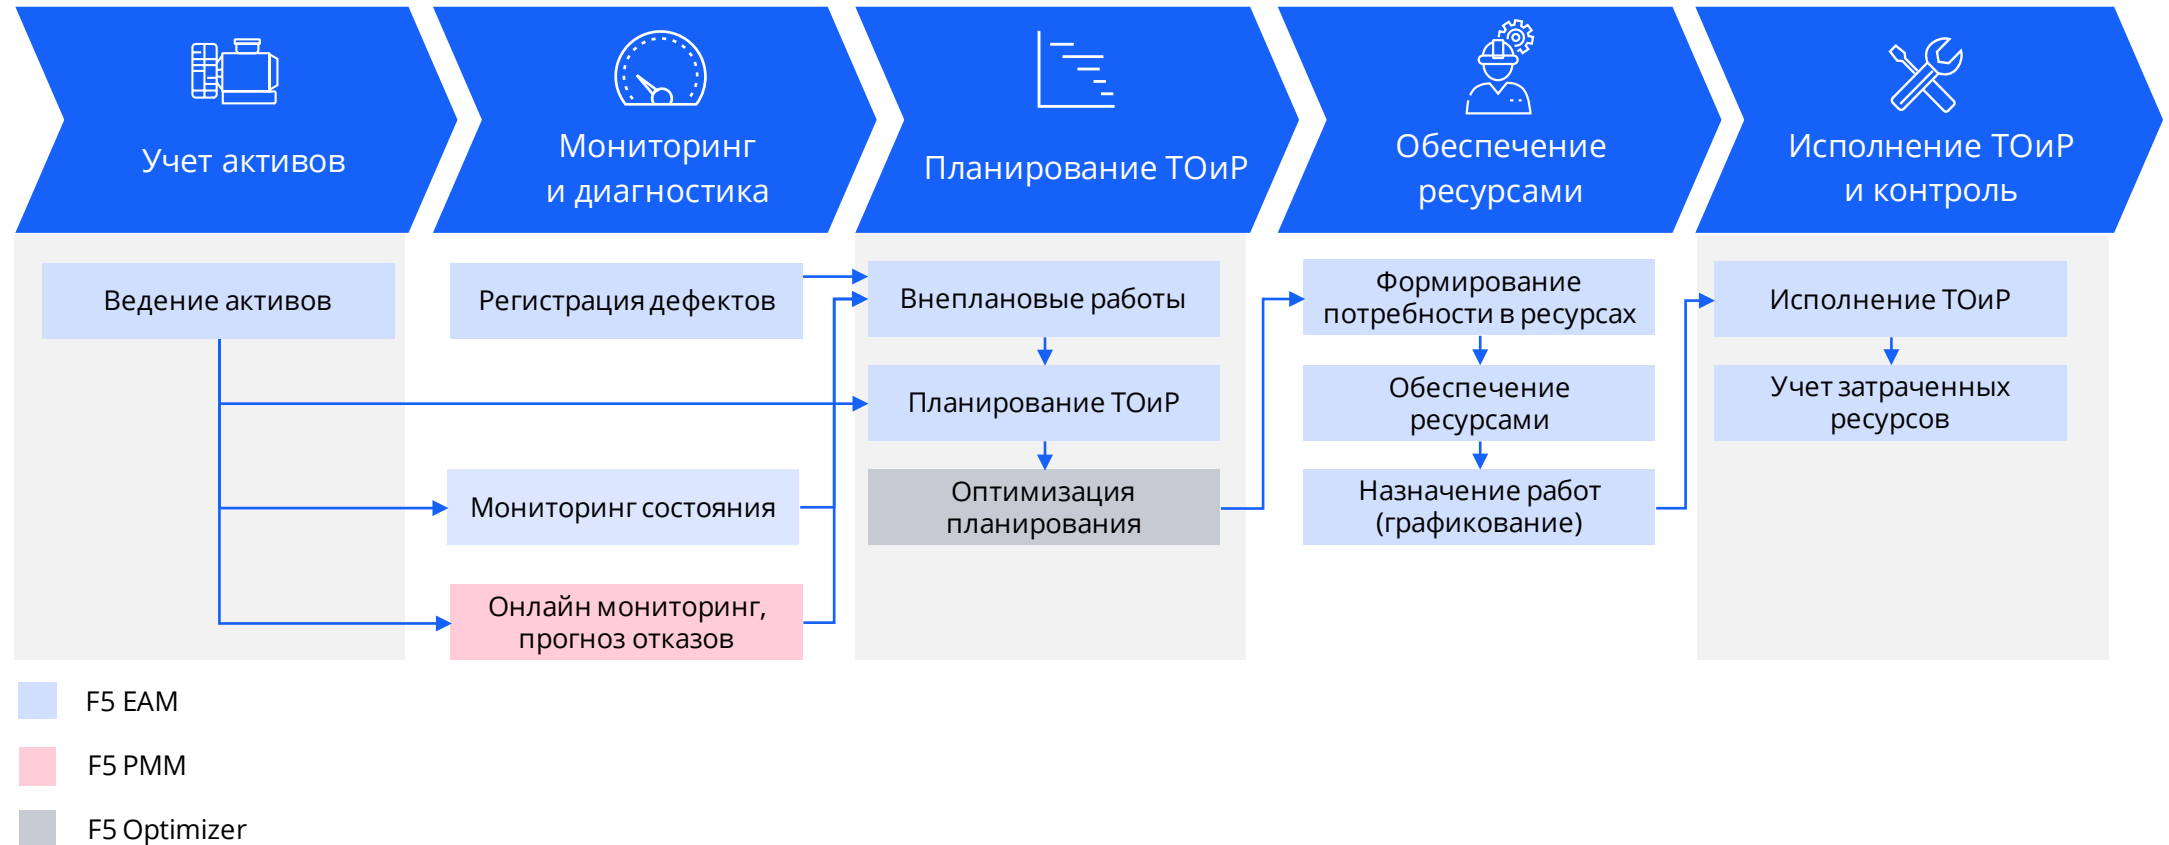 Учет активов
Мониторинг
и диагностика
Планирование ТОиР
Обеспечение
ресурсами
Исполнение ТОиР
и контроль
Ведение активов
Регистрация дефектов
Мониторинг состояния
Онлайн мониторинг,
прогноз отказов
Внеплановые работы
Планирование ТОиР
Оптимизация
планирования
Формирование
потребности в ресурсах
Обеспечение
ресурсами
Назначение работ
(графикование)
Исполнение ТОиР
Учет затраченных
ресурсов
F5 EAM
F5 PMM
F5 Optimizer